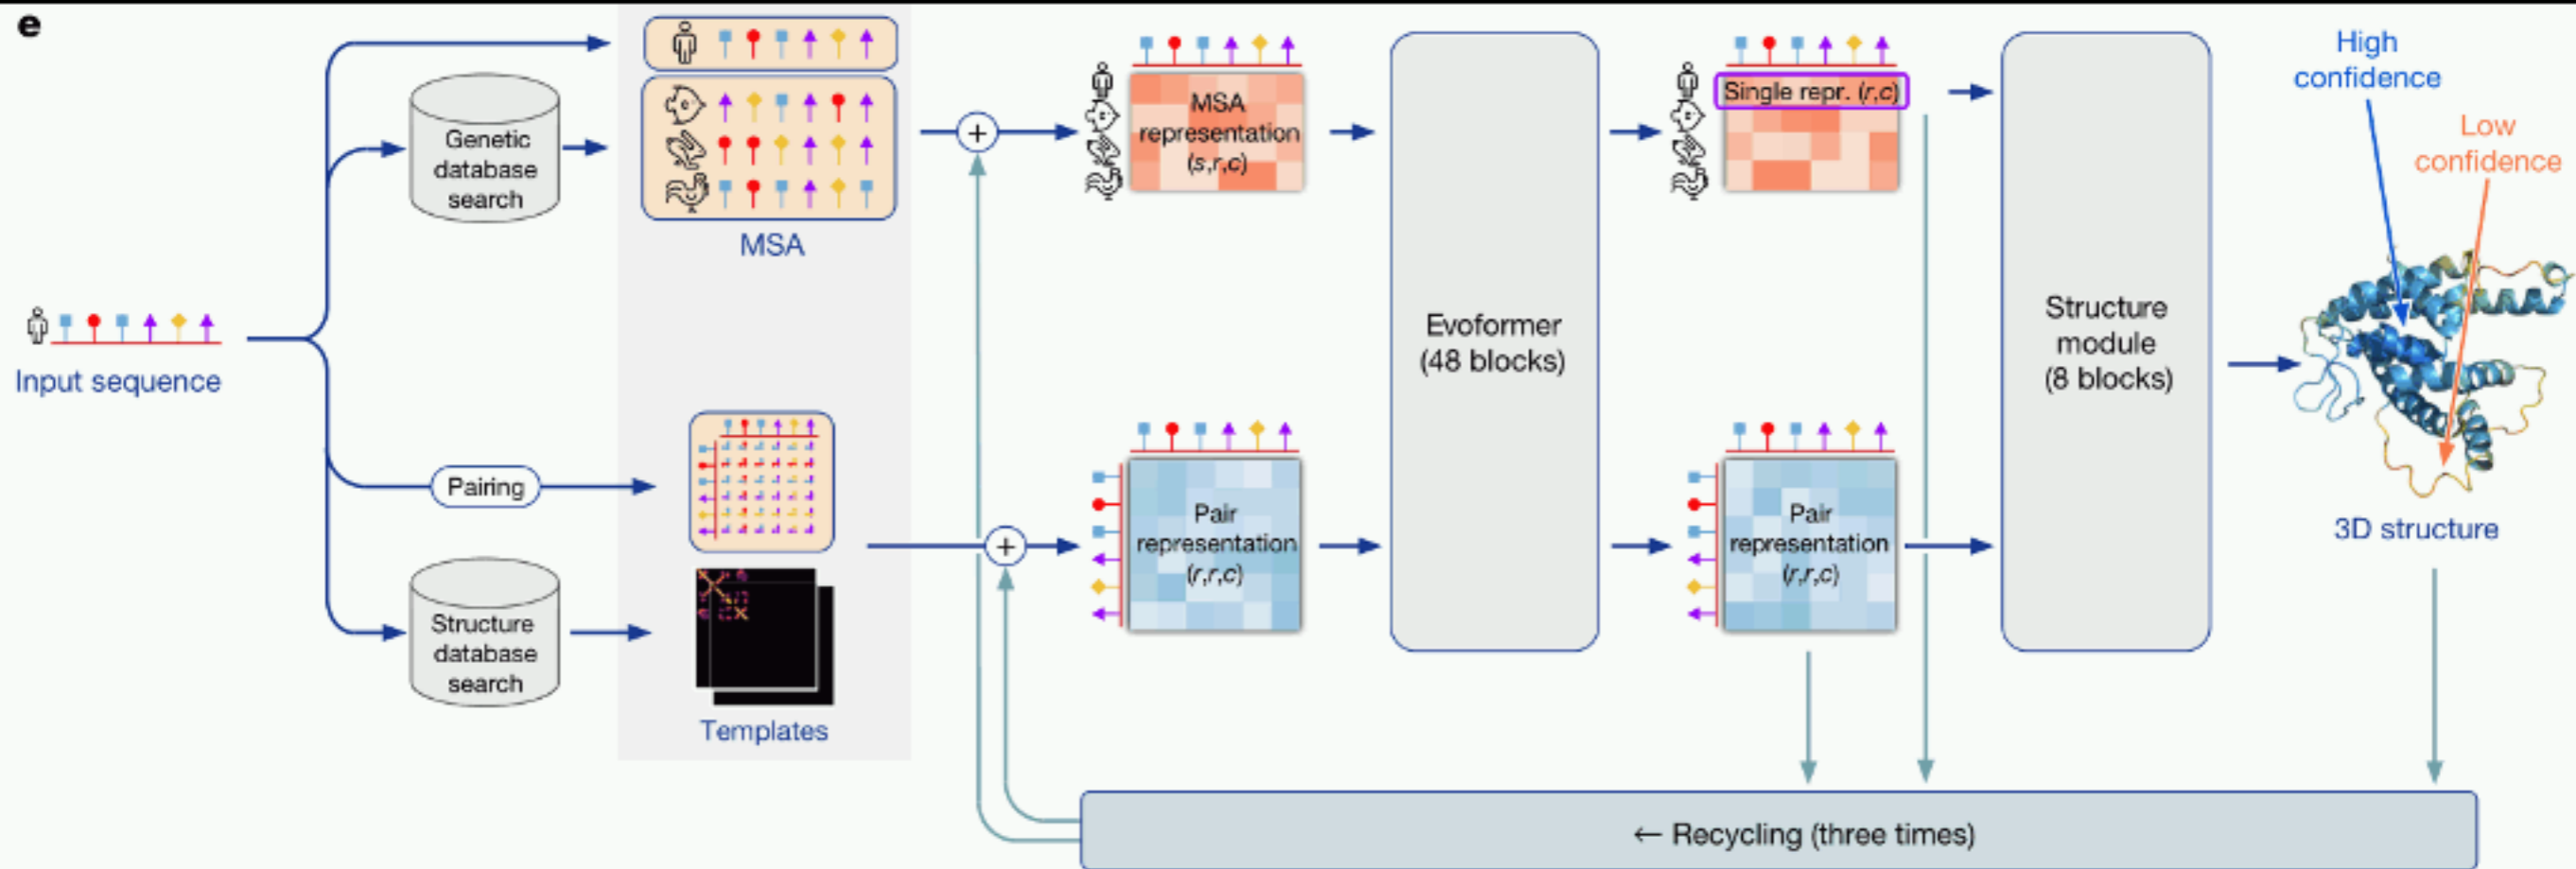 e
Input sequence
Genetic
database
search
MSA
Pairing
Structure
database
search
Templates
+
+
MSA
representation
(s,r,c)
Pair
representation
(r,r,c)
Evoformer
(48 blocks)
Single repr. (r,c)
Pair
representation
(r,r,c)
Structure
module
(8 blocks)
High
confidence
Low
confidence
3D structure
← Recycling (three times)